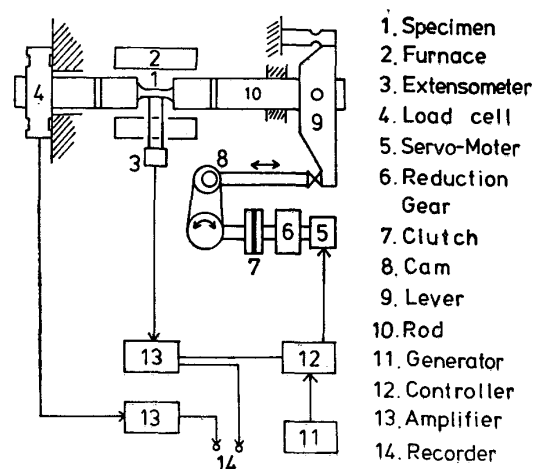 1. Specimen
2. Furnace
3. Extensometer
4. Load cell
5. Servo-Moter
6. Reduction
Gear
7. Clutch
8. Cam
9. Lever
10. Rod
11. Generator
12. Controller
13. Amplifier
14. Recorder
2
1
4
10
9
3
8
7
6
5
13
12
13
14
11